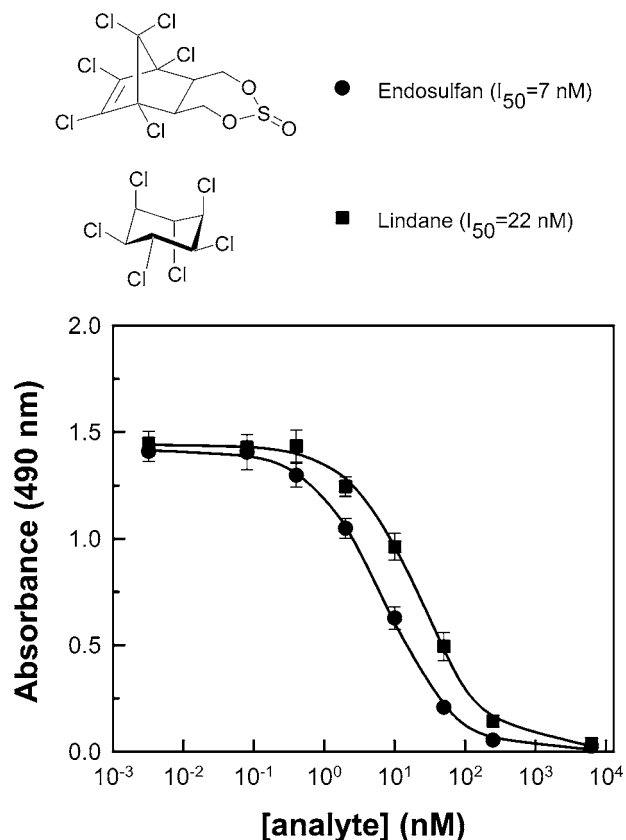 Cl
Cl
Cl
Cl
Cl
Cl
O
O
S
O
Endosulfan (I50=7 nM)
Cl
Cl
Cl
Cl
Cl
Cl
Lindane (I50=22 nM)
2.0
1.5
1.0
0.5
0.0
Absorbance (490 nm)
10-3 10-2 10-1 100 101 102 103 104
[analyte] (nM)